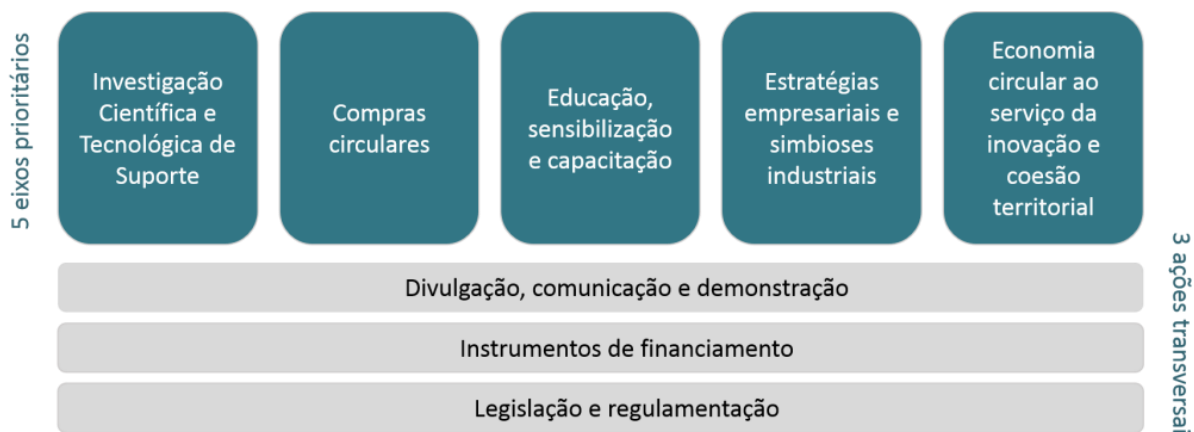 5 eixos prioritários
Investigação
Científica e
Tecnológica de
Suporte
Compras
circulares
Educação,
sensibilização
e capacitação
Estratégias
empresariais e
simbioses
industriais
Economia
circular ao
serviço da
inovação e
coesão
territorial
Divulgação, comunicação e demonstração
Instrumentos de financiamento
Legislação e regulamentação
3 ações transversai